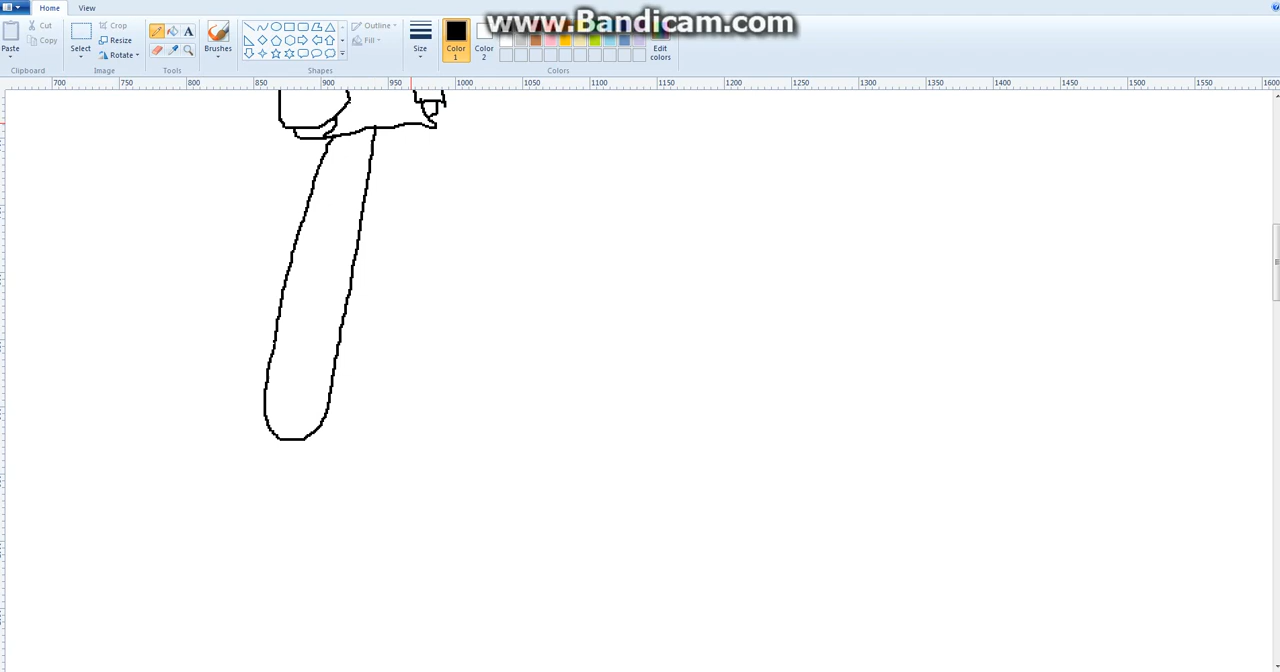 Home View
www.Bandicam.com
Paste
Cut
Copy
Clipboard
Select
Crop
Resize
Rotate
Image
A
Tools
Brushes
Outline
Fill
Shapes
Size
Color
1
Color
2
Edit
colors
Colors
700 750 800 850 900 950 1000 1050 1100 1150 1200 1250 1300 1350 1400 1450 1500 1550 1600